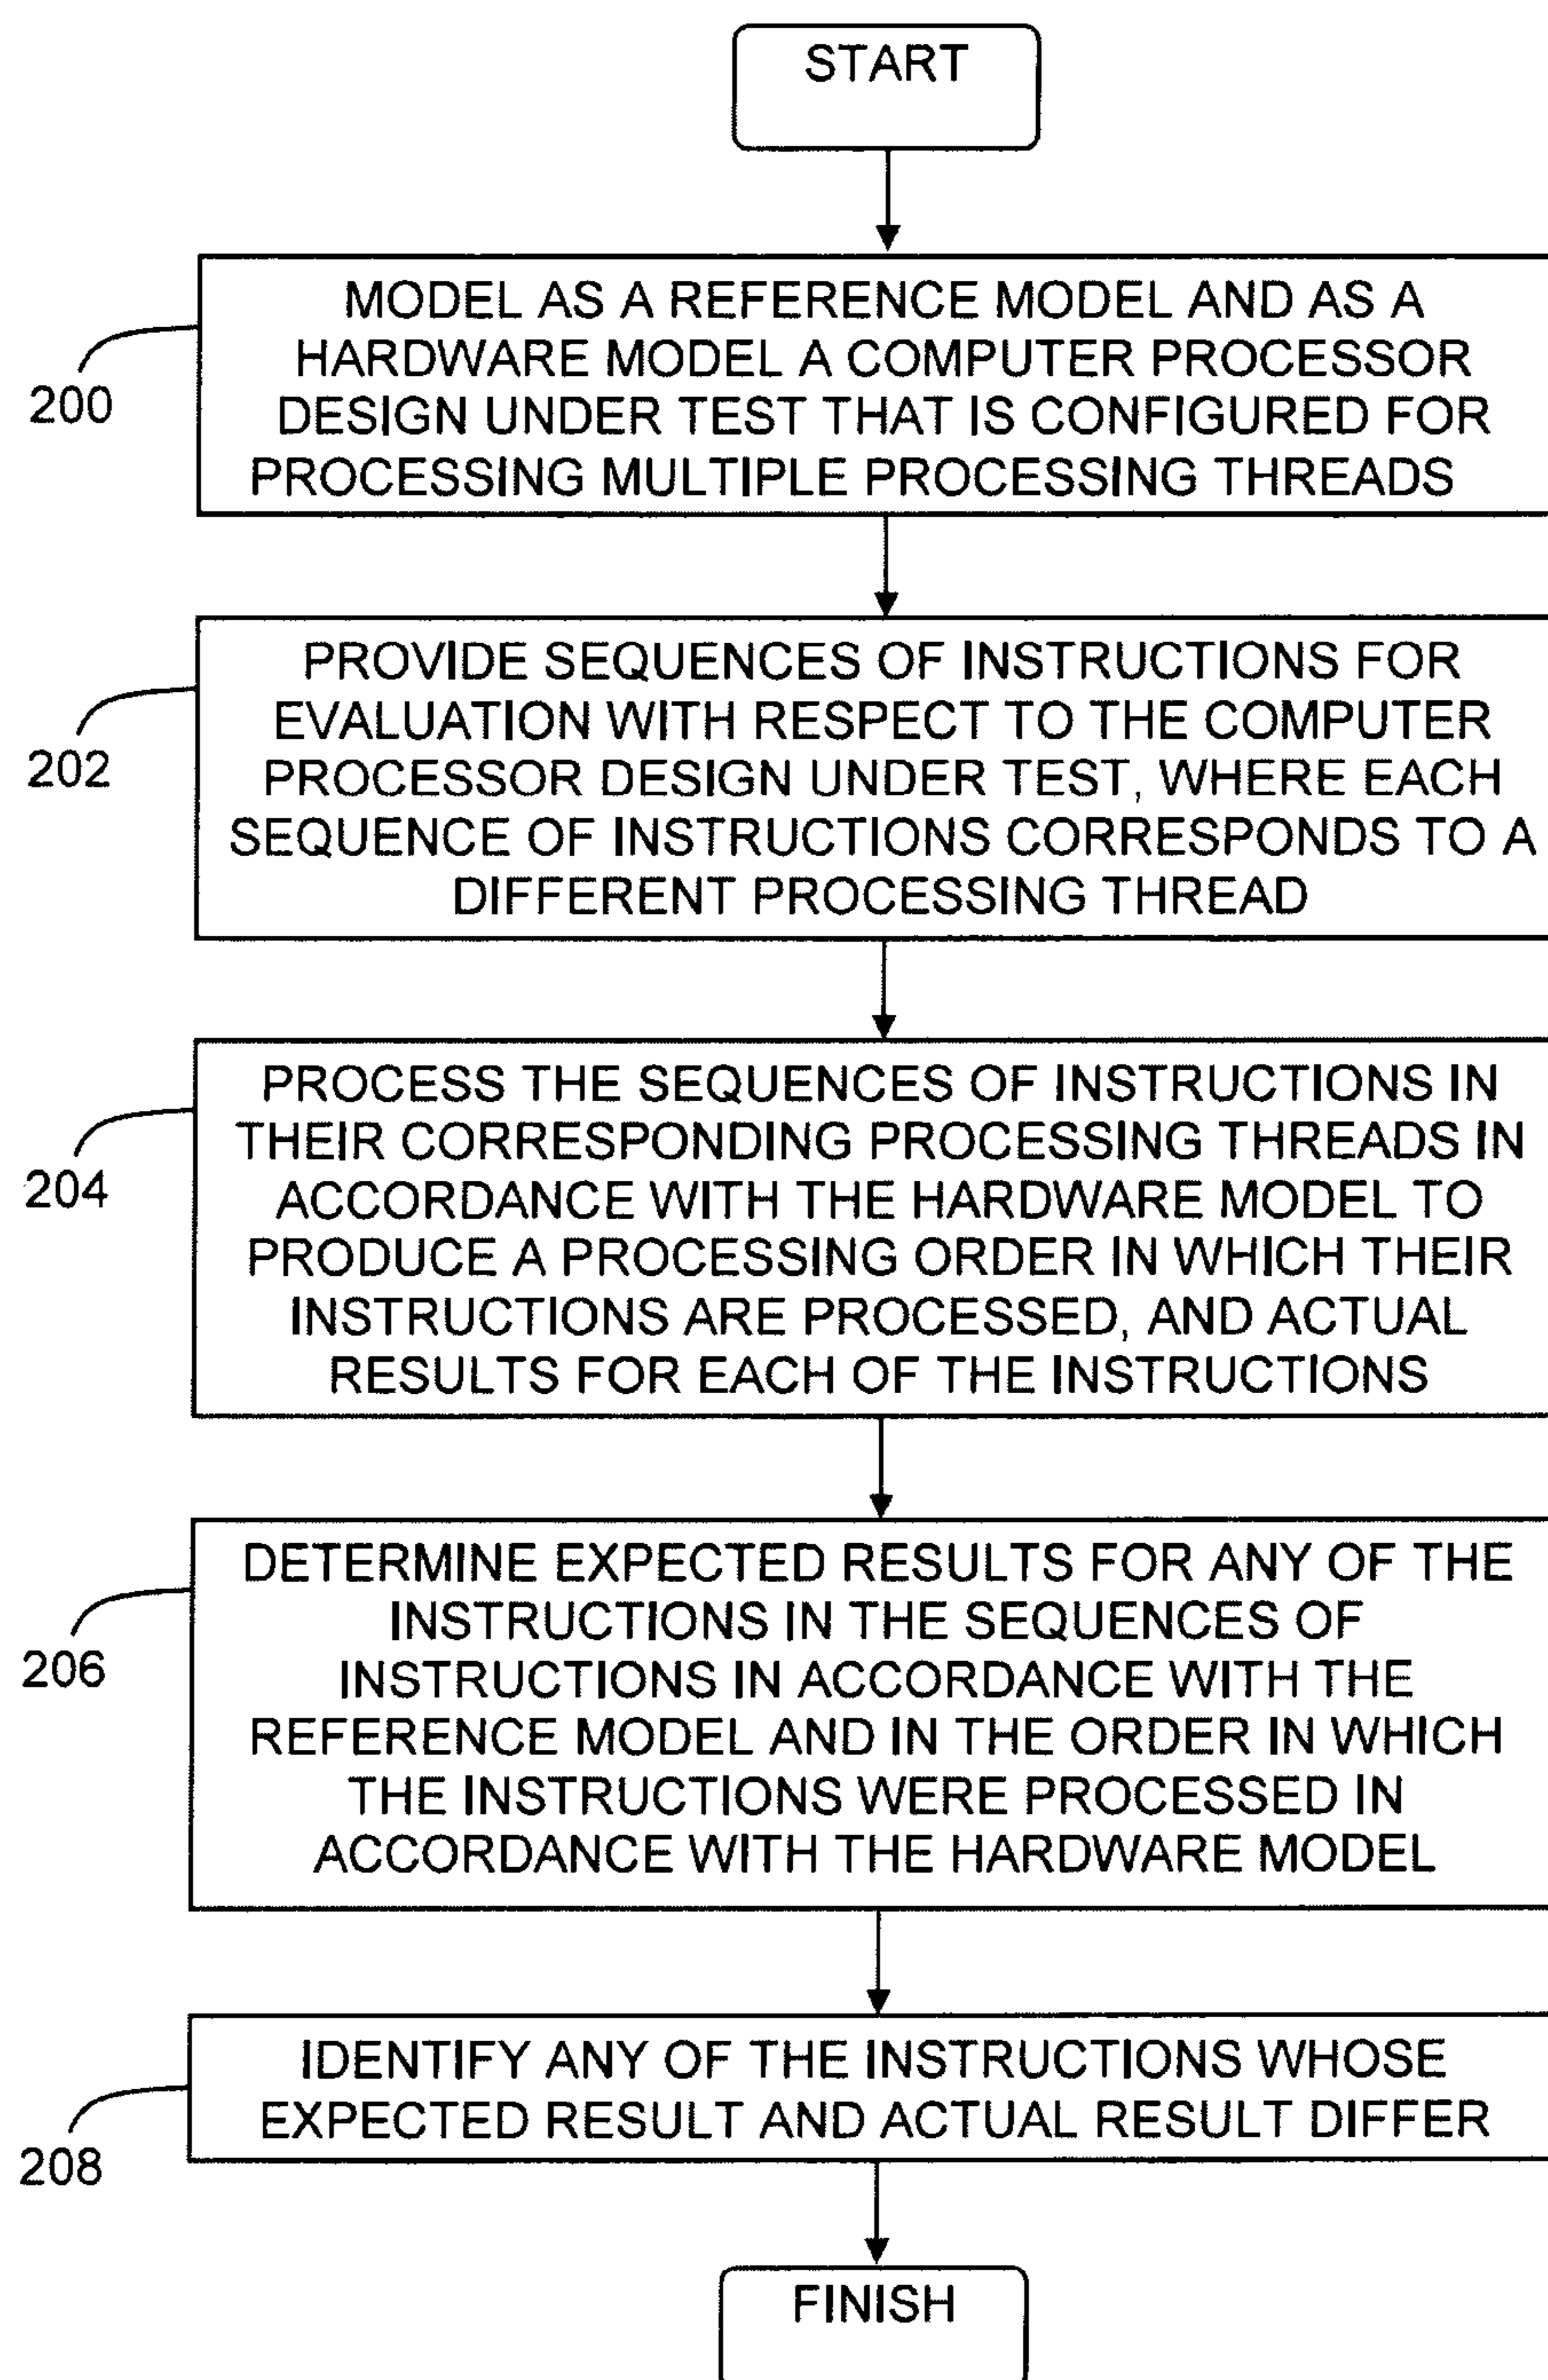 START
MODEL AS A REFERENCE MODEL AND AS A
HARDWARE MODEL A COMPUTER PROCESSOR
DESIGN UNDER TEST THAT IS CONFIGURED FOR
PROCESSING MULTIPLE PROCESSING THREADS
200
PROVIDE SEQUENCES OF INSTRUCTIONS FOR
EVALUATION WITH RESPECT TO THE COMPUTER
PROCESSOR DESIGN UNDER TEST, WHERE EACH
SEQUENCE OF INSTRUCTIONS CORRESPONDS TO A
DIFFERENT PROCESSING THREAD
202
PROCESS THE SEQUENCES OF INSTRUCTIONS IN
THEIR CORRESPONDING PROCESSING THREADS IN
ACCORDANCE WITH THE HARDWARE MODEL TO
PRODUCE A PROCESSING ORDER IN WHICH THEIR
INSTRUCTIONS ARE PROCESSED, AND ACTUAL
RESULTS FOR EACH OF THE INSTRUCTIONS
204
DETERMINE EXPECTED RESULTS FOR ANY OF THE
INSTRUCTIONS IN THE SEQUENCES OF
INSTRUCTIONS IN ACCORDANCE WITH THE
REFERENCE MODEL AND IN THE ORDER IN WHICH
THE INSTRUCTIONS WERE PROCESSED IN
ACCORDANCE WITH THE HARDWARE MODEL
206
IDENTIFY ANY OF THE INSTRUCTIONS WHOSE
EXPECTED RESULT AND ACTUAL RESULT DIFFER
208
FINISH